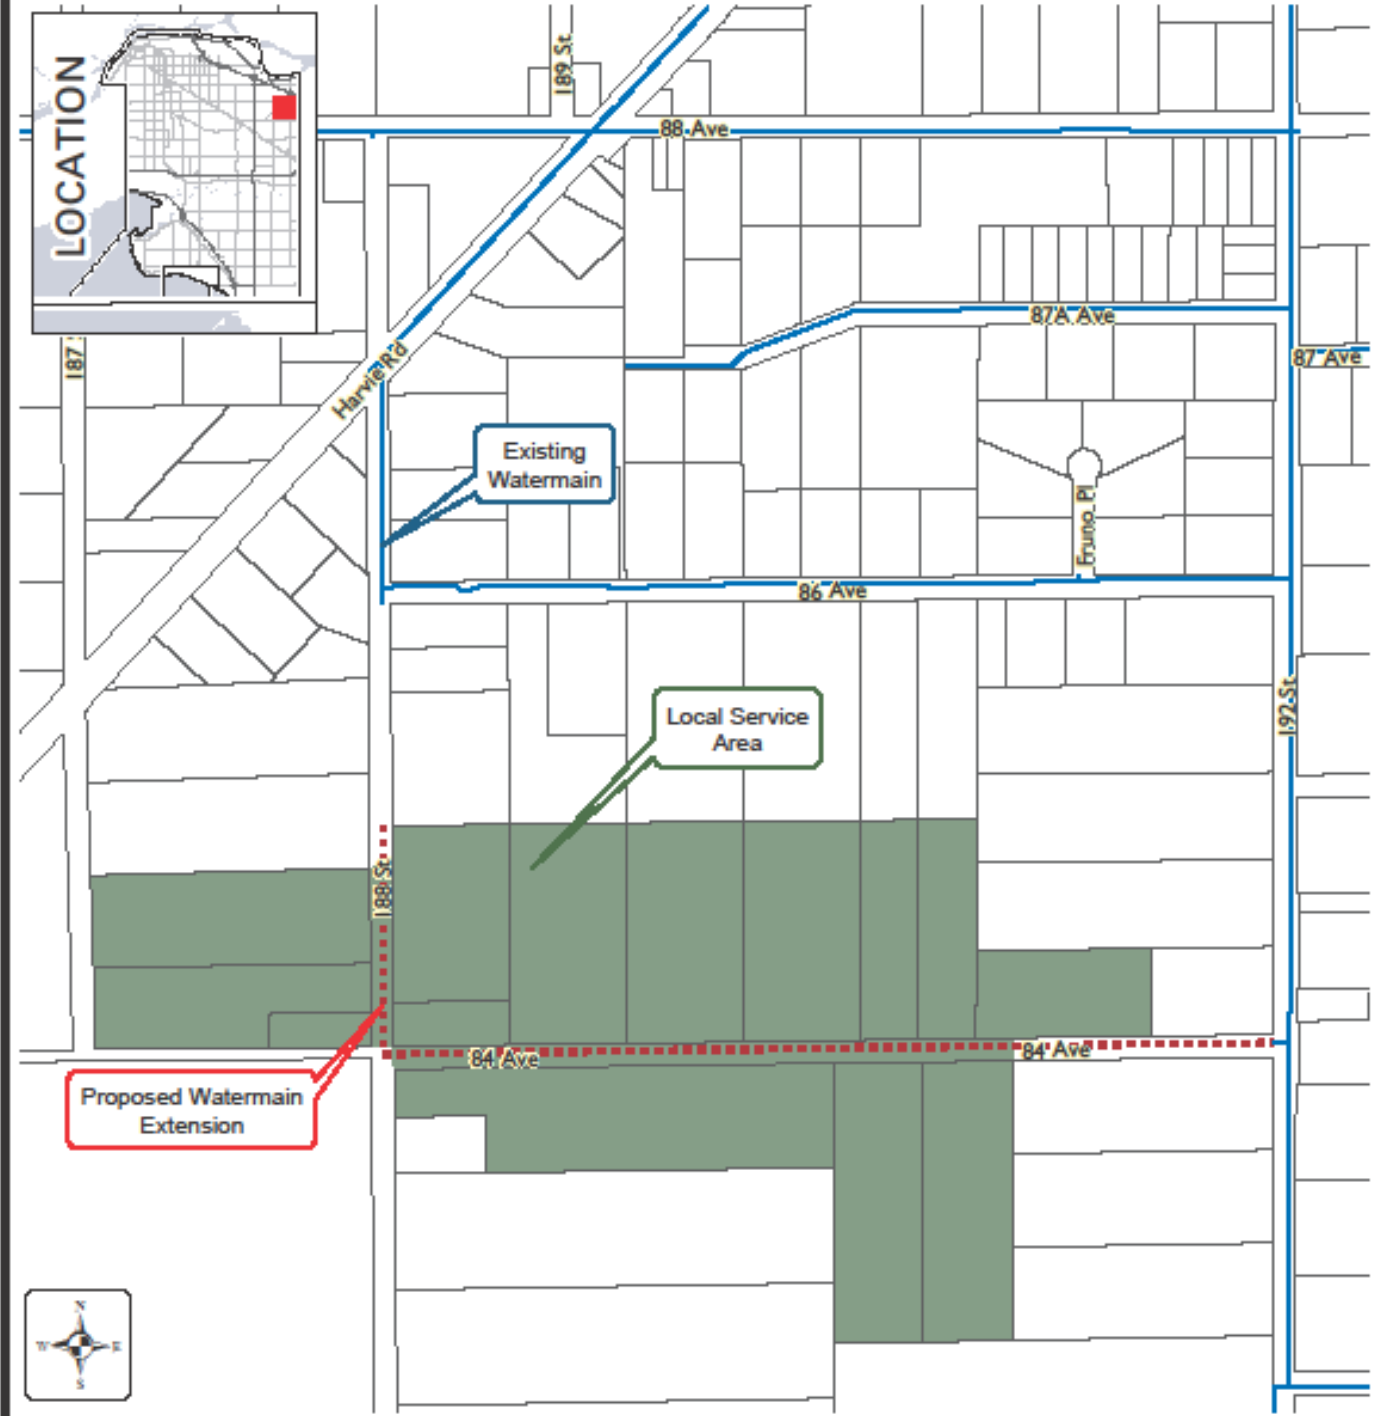 LOCATION
189 St
88 Ave
87A Ave
87 Ave
187
Harvie Rd
Existing
Watermain
Fruno Pl
86 Ave
192 St
Local Service
Area
188 St
84 Ave
84 Ave
Proposed Watermain
Extension
N
W
E
S